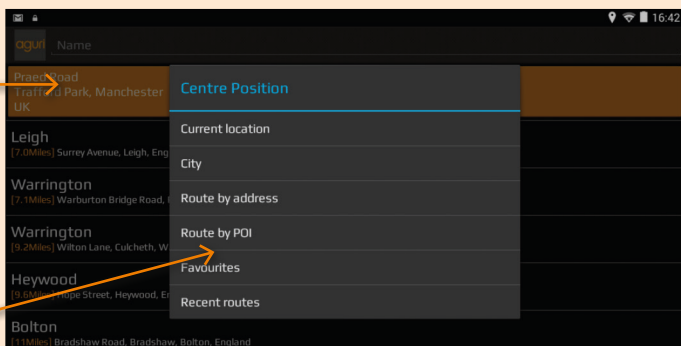 16:42
aguri Name
Praed Road
Trafford Park, Manchester
UK
Centre Position
Current location
City
Route by address
Route by POI
Favourites
Recent routes
Leigh
[7.0Miles] Surrey Avenue, Leigh, Eng
Warrington
[7.1Miles] Warburton Bridge Road,
Warrington
[9.2Miles] Wilton Lane, Culcheth, W
Heywood
[9.6Miles] Hope Street, Heywood, En
Bolton
[11Miles] Bradshaw Road, Bradshaw, Bolton, England